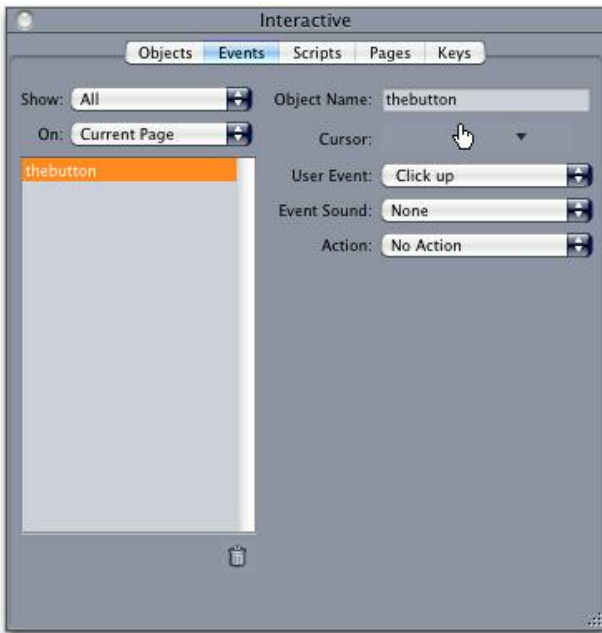 Interactive
Objects Events Scripts Pages Keys
Show: All
On: Current Page
thebutton
Object Name: thebutton
Cursor:
User Event: Click up
Event Sound: None
Action: No Action